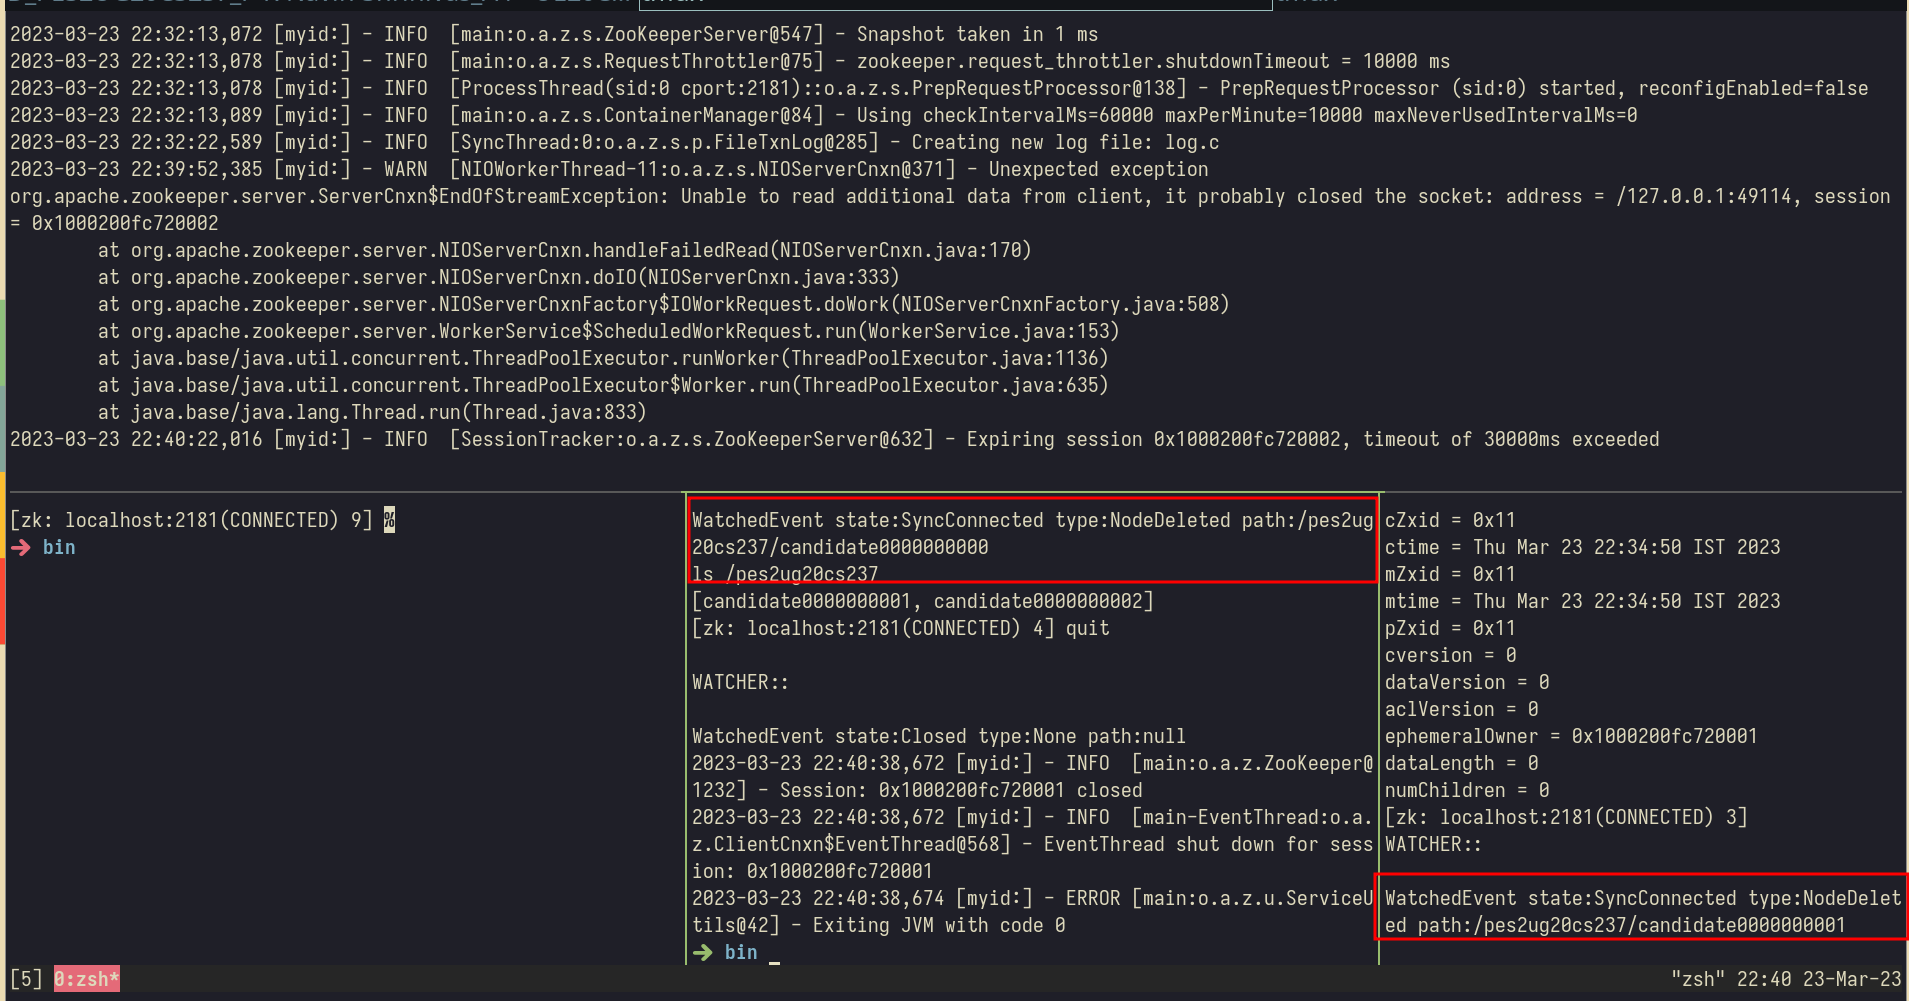 2023-03-23 22:32:13,072 [myid:] - INFO  [main:o.a.z.s.ZooKeeperServer@547] - Snapshot taken in 1 ms
2023-03-23 22:32:13,078 [myid:] - INFO  [main:o.a.z.s.RequestThrottler@75] - zookeeper.request_throttler.shutdownTimeout = 10000 ms
2023-03-23 22:32:13,078 [myid:] - INFO  [ProcessThread(sid:0 cport:2181)::o.a.z.s.PrepRequestProcessor@138] - PrepRequestProcessor (sid:0) started, reconfigEnabled=false
2023-03-23 22:32:13,089 [myid:] - INFO  [main:o.a.z.s.ContainerManager@84] - Using checkIntervalMs=60000 maxPerMinute=10000 maxNeverUsedIntervalMs=0
2023-03-23 22:32:22,589 [myid:] - INFO  [SyncThread:0:o.a.z.s.p.FileTxnLog@285] - Creating new log file: log.c
2023-03-23 22:39:52,385 [myid:] - WARN  [NIOWorkerThread-11:o.a.z.s.NIOServerCnxn@371] - Unexpected exception
org.apache.zookeeper.server.ServerCnxn$EndOfStreamException: Unable to read additional data from client, it probably closed the socket: address = /127.0.0.1:49114, session
= 0x1000200fc720002
        at org.apache.zookeeper.server.NIOServerCnxn.handleFailedRead(NIOServerCnxn.java:170)
        at org.apache.zookeeper.server.NIOServerCnxn.doIO(NIOServerCnxn.java:333)
        at org.apache.zookeeper.server.NIOServerCnxnFactory$IOWorkRequest.doWork(NIOServerCnxnFactory.java:508)
        at org.apache.zookeeper.server.WorkerService$ScheduledWorkRequest.run(WorkerService.java:153)
        at java.base/java.util.concurrent.ThreadPoolExecutor.runWorker(ThreadPoolExecutor.java:1136)
        at java.base/java.util.concurrent.ThreadPoolExecutor$Worker.run(ThreadPoolExecutor.java:635)
        at java.base/java.lang.Thread.run(Thread.java:833)
2023-03-23 22:40:22,016 [myid:] - INFO  [SessionTracker:o.a.z.s.ZooKeeperServer@632] - Expiring session 0x1000200fc720002, timeout of 30000ms exceeded
[zk: localhost:2181(CONNECTED) 9] %
➜ bin
WatchedEvent state:SyncConnected type:NodeDeleted path:/pes2ug
20cs237/candidate0000000000
ls /pes2ug20cs237
[candidate0000000001, candidate0000000002]
[zk: localhost:2181(CONNECTED) 4] quit
WATCHER::
WatchedEvent state:Closed type:None path:null
2023-03-23 22:40:38,672 [myid:] - INFO  [main:o.a.z.ZooKeeper@
1232] - Session: 0x1000200fc720001 closed
2023-03-23 22:40:38,672 [myid:] - INFO  [main-EventThread:o.a.
z.ClientCnxn$EventThread@568] - EventThread shut down for sess
ion: 0x1000200fc720001
2023-03-23 22:40:38,674 [myid:] - ERROR [main:o.a.z.u.ServiceU
tils@42] - Exiting JVM with code 0
➜ bin _
cZxid = 0x11
ctime = Thu Mar 23 22:34:50 IST 2023
mZxid = 0x11
mtime = Thu Mar 23 22:34:50 IST 2023
pZxid = 0x11
cversion = 0
dataVersion = 0
aclVersion = 0
ephemeralOwner = 0x1000200fc720001
dataLength = 0
numChildren = 0
[zk: localhost:2181(CONNECTED) 3]
WATCHER::
WatchedEvent state:SyncConnected type:NodeDelet
ed path:/pes2ug20cs237/candidate0000000001
[5] 0:zsh*
"zsh" 22:40 23-Mar-23